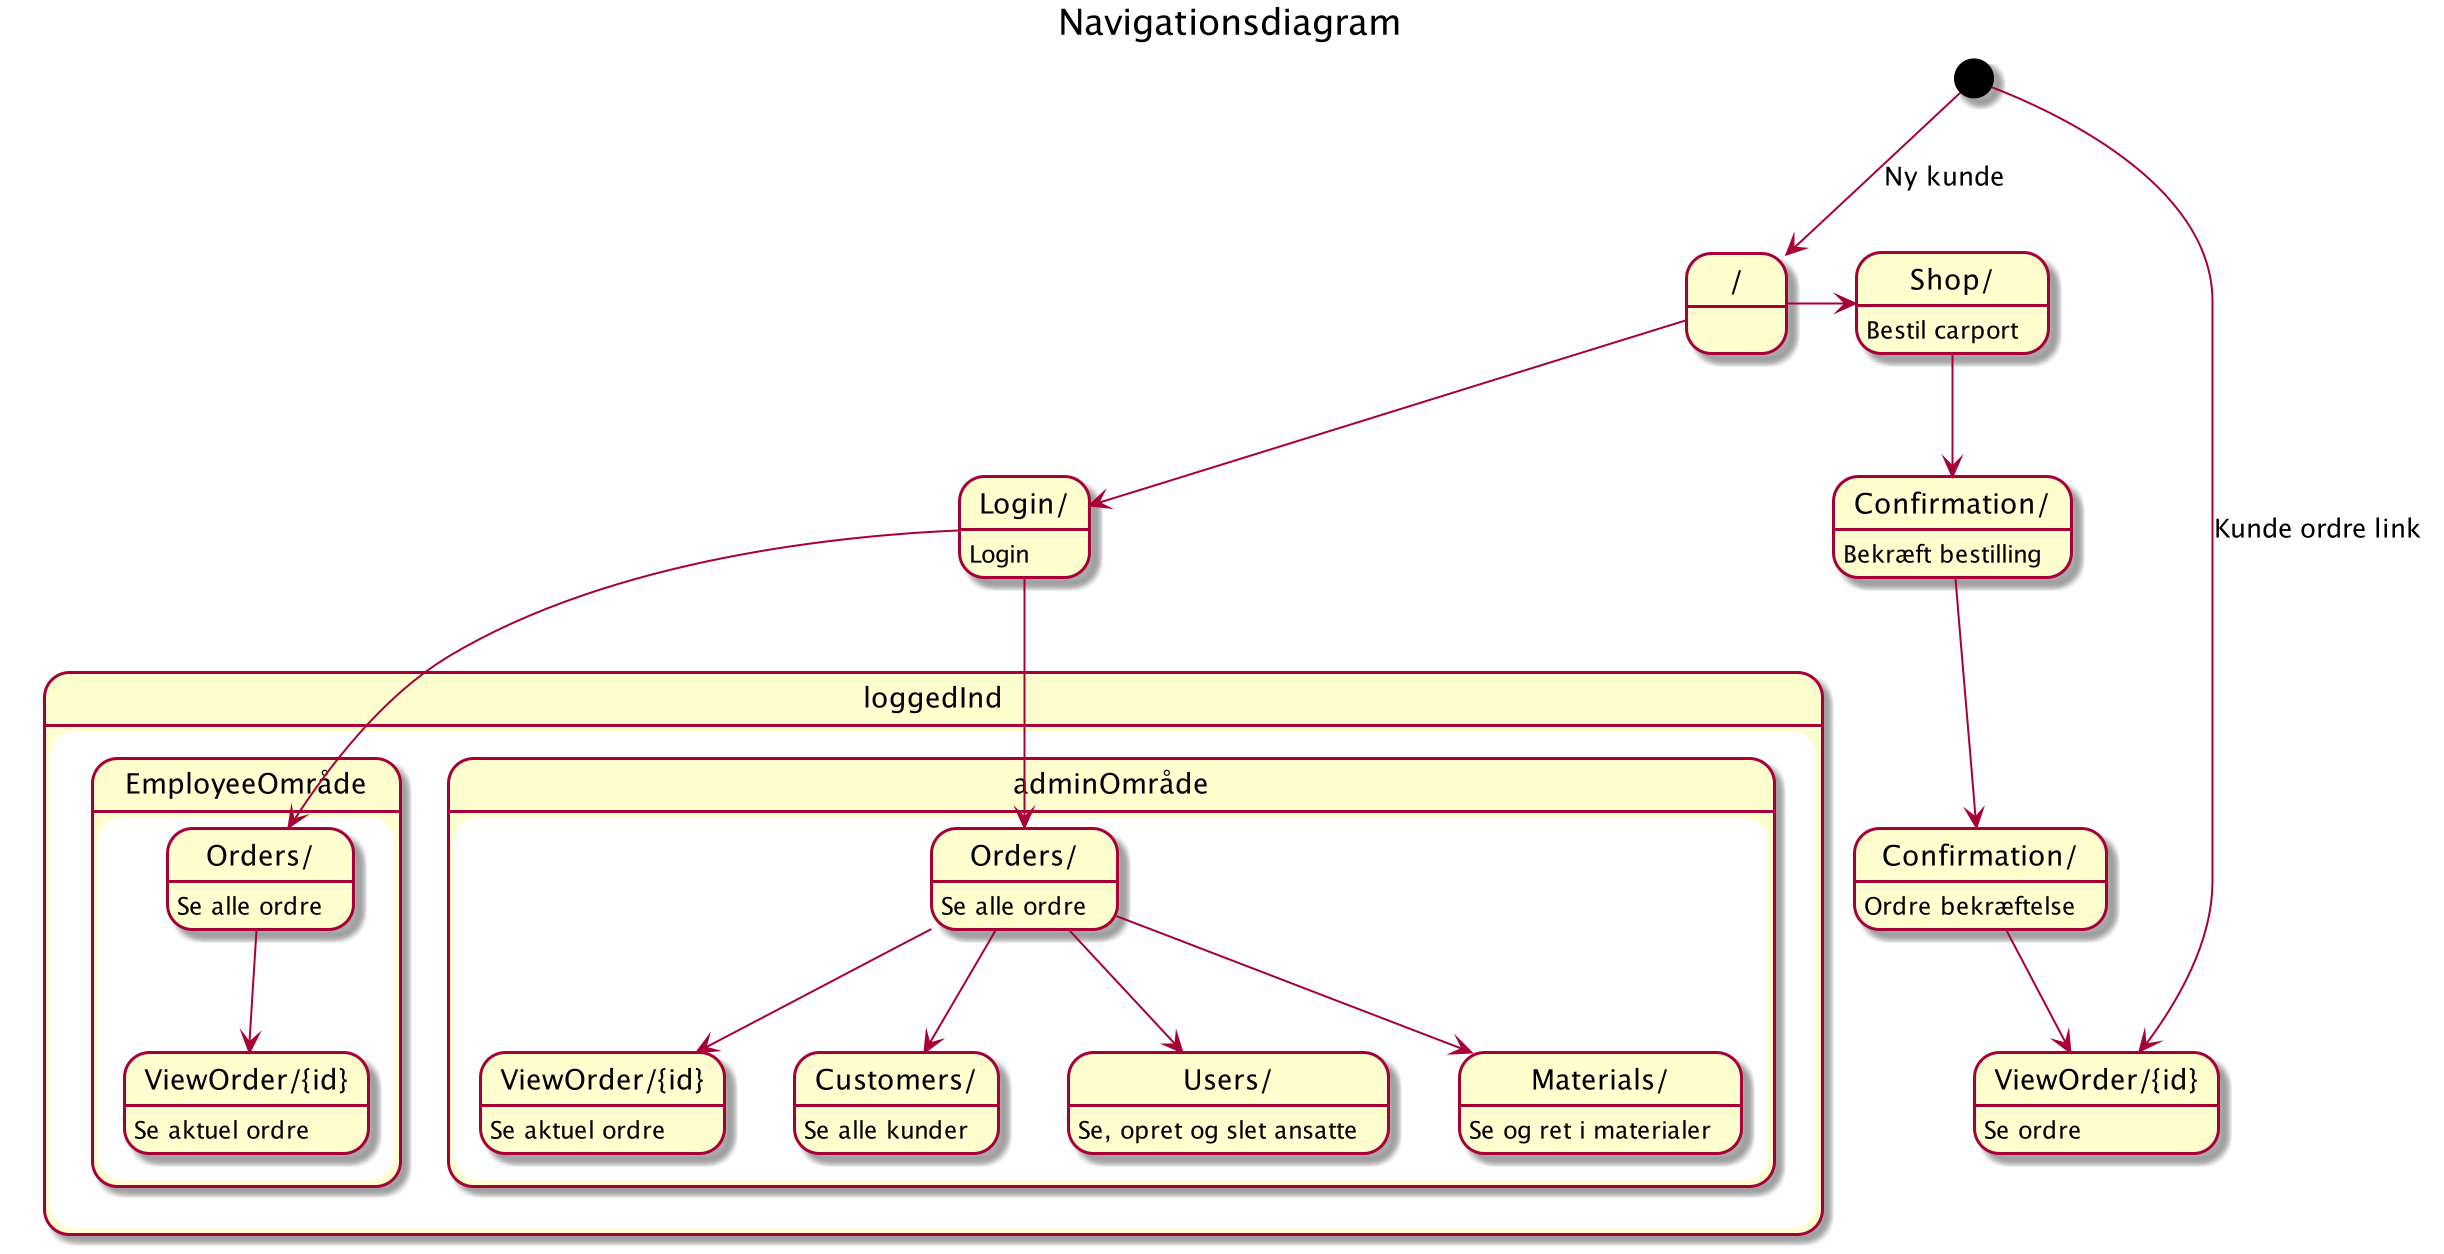 Navigationsdiagram
Ny kunde
/
Shop/
Bestil carport
Login/
Login
Confirmation/
Bekræft bestilling
Kunde ordre link
loggedInd
EmployeeOmråde
adminOmråde
Orders/
Se alle ordre
Orders/
Se alle ordre
Confirmation/
Ordre bekræftelse
ViewOrder/{id}
Se aktuel ordre
ViewOrder/{id}
Se aktuel ordre
Customers/
Se alle kunder
Users/
Se, opret og slet ansatte
Materials/
Se og ret i materialer
ViewOrder/{id}
Se ordre